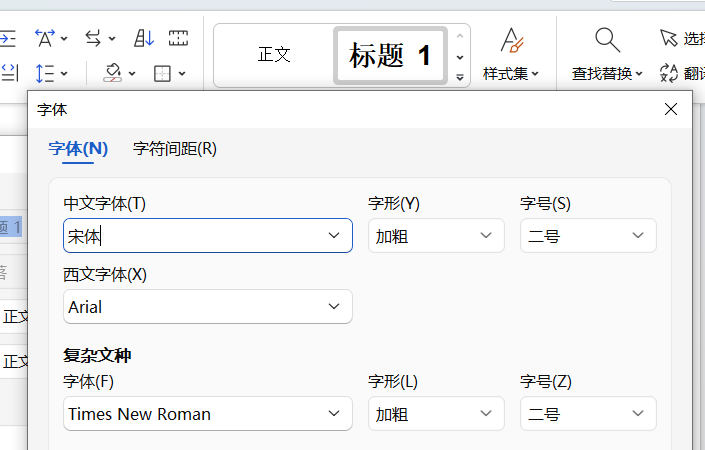 正文 标题 1
样式集 查找替换 选择
翻译
字体
字体(N) 字符间距(R)
中文字体(T) 字形(Y) 字号(S)
宋体 加粗 二号
题 1
西文字体(X)
落
Arial
正文
复杂文种
正文
字体(F) 字形(L) 字号(Z)
Times New Roman 加粗 二号